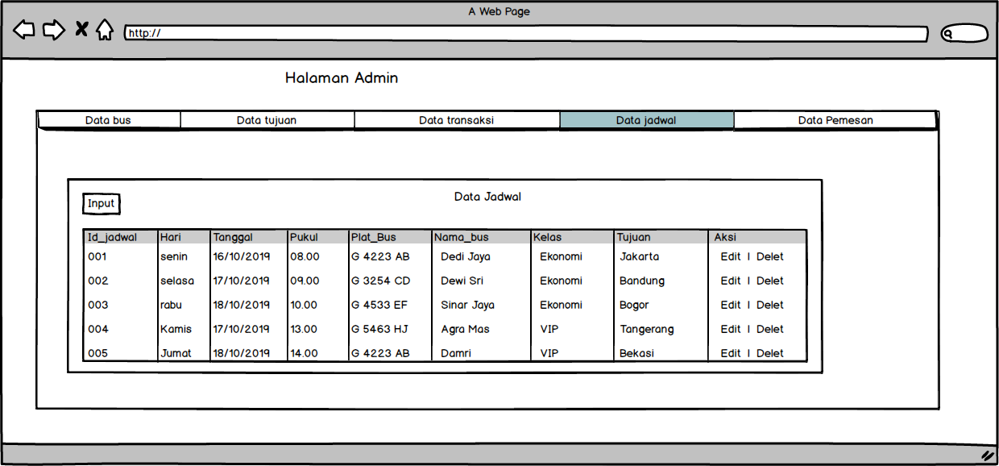 A Web Page
http://
Halaman Admin
Data bus Data tujuan Data transaksi Data jadwal Data Pemesan
Input Data Jadwal
Id_jadwal Hari Tanggal Pukul Plat_Bus Nama_bus Kelas Tujuan Aksi
001 senin 16/10/2019 08.00 G 4223 AB Dedi Jaya Ekonomi Jakarta Edit | Delet
002 selasa 17/10/2019 09.00 G 3254 CD Dewi Sri Ekonomi Bandung Edit | Delet
003 rabu 18/10/2019 10.00 G 4533 EF Sinar Jaya Ekonomi Bogor Edit | Delet
004 Kamis 17/10/2019 13.00 G 5463 HJ Agra Mas VIP Tangerang Edit | Delet
005 Jumat 18/10/2019 14.00 G 4223 AB Damri VIP Bekasi Edit | Delet